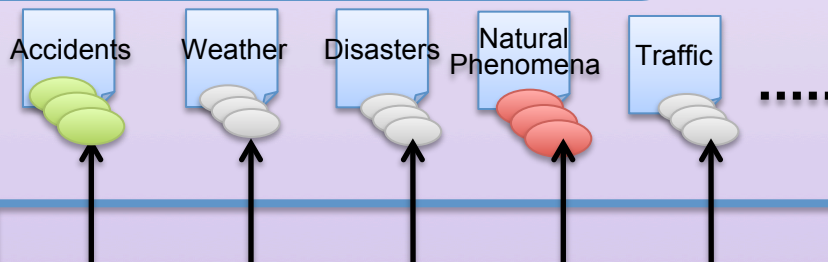 Accidents
Weather
Disasters
Natural
Phenomena
Traffic